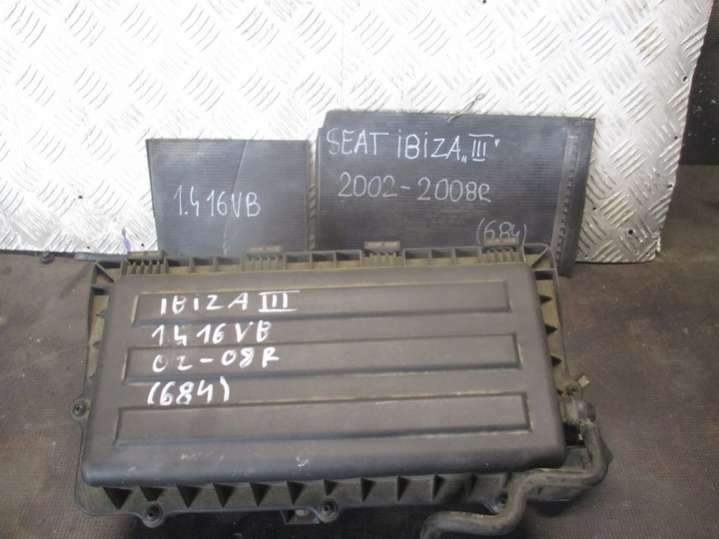 1.4 16VB
SEAT iBiZA „III"
2002-2008R
(684)
iBiZA III
1.4 16VB
02-08R
(684)